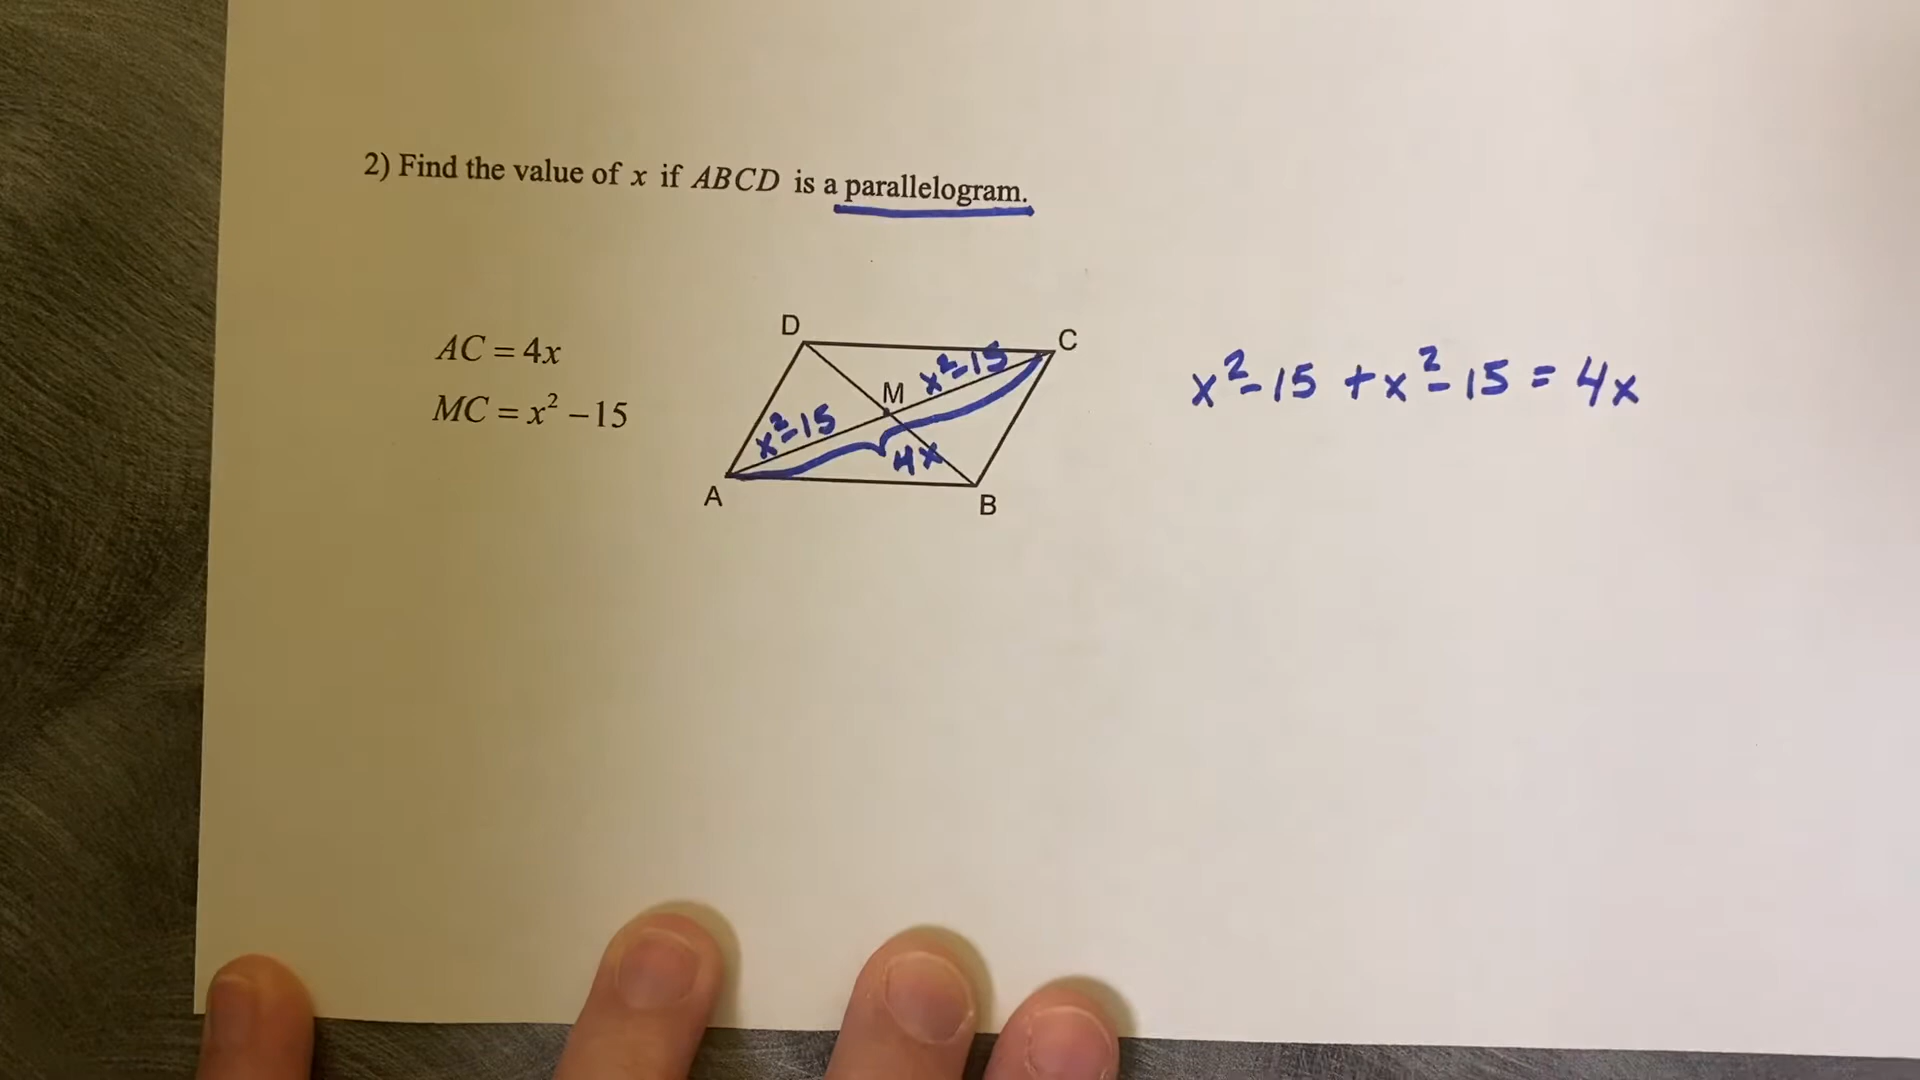 2) Find the value of x if ABCD is a parallelogram.
AC = 4x
MC = x² − 15
D
C
M
x²-15
x²-15
4x
A
B
x²-15 + x²-15 = 4x